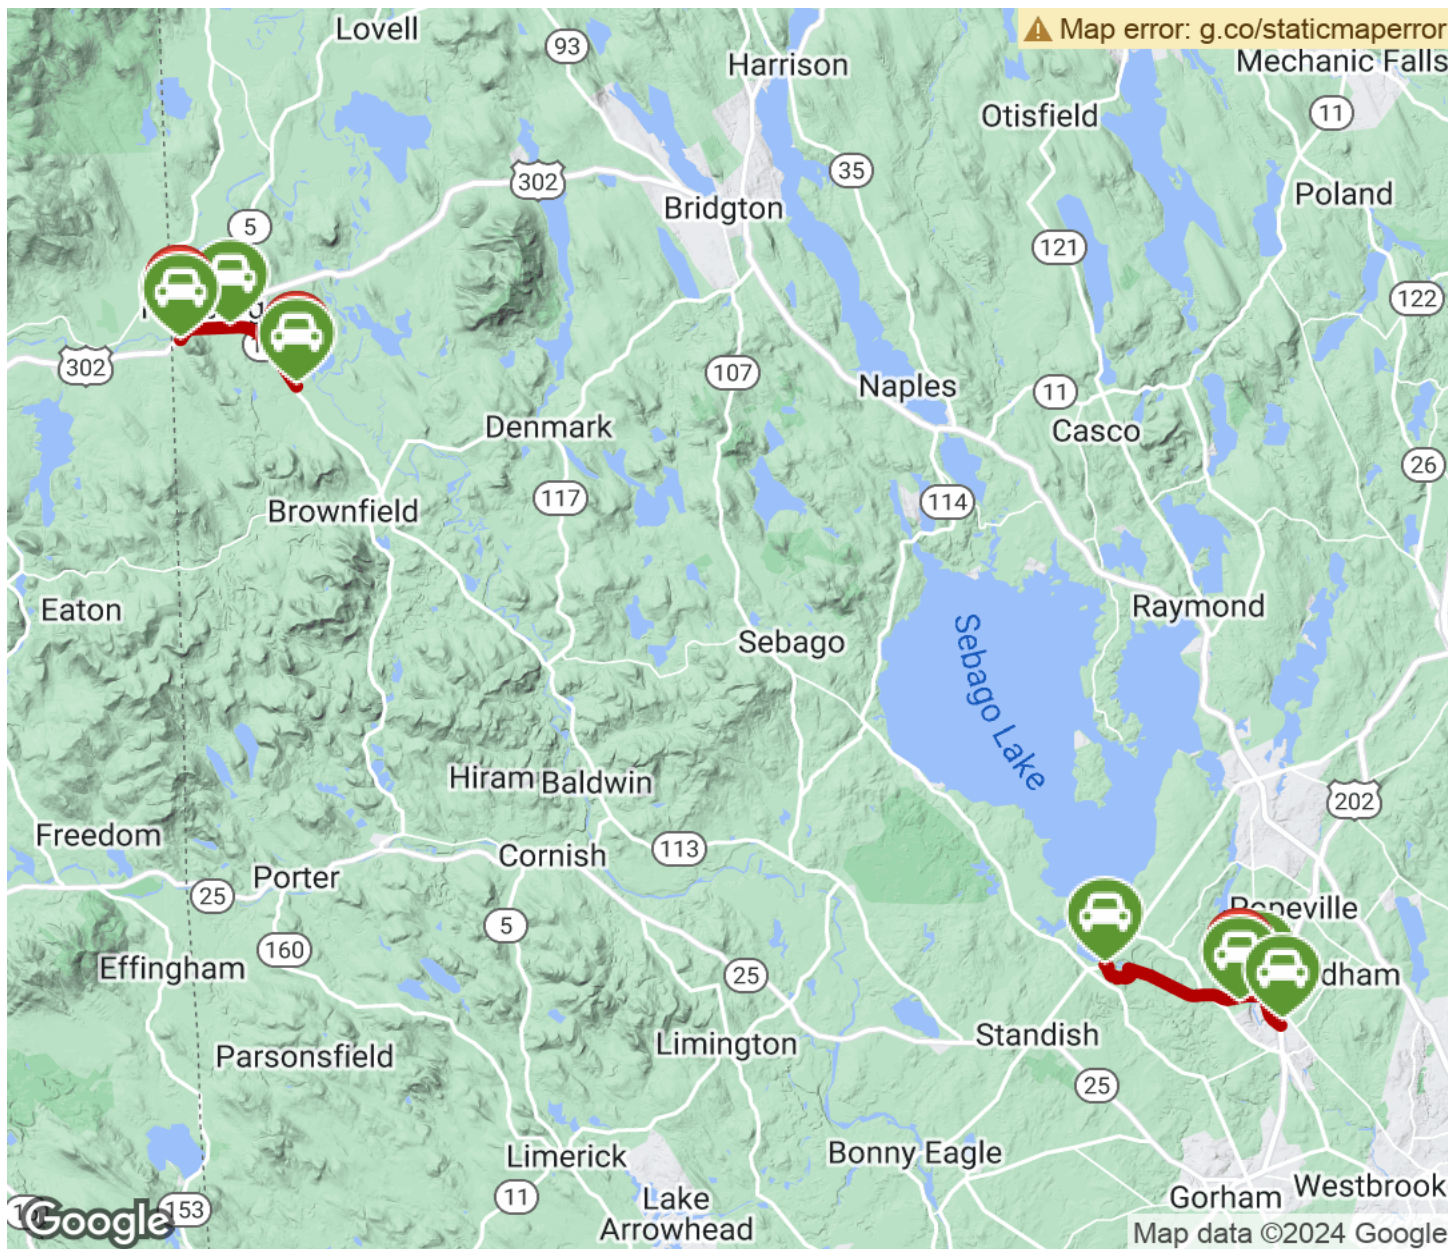 Lovell
93
Map error: g.co/staticmaperror
Harrison
Mechanic Falls
Otisfield
11
35
302
Poland
Bridgton
5
121
122
302
107
Naples
11
Denmark
Casco
26
117
114
Brownfield
Eaton
Raymond
Sebago
Sebago Lake
Hiram
Baldwin
202
Freedom
113
Cornish
Porter
25
Popeville
5
160
Effingham
25
dham
Standish
Limington
Parsonsfield
25
Bonny Eagle
Limerick
11
Westbrook
Gorham
Lake
Arrowhead
153
Google
Map data ©2024 Google